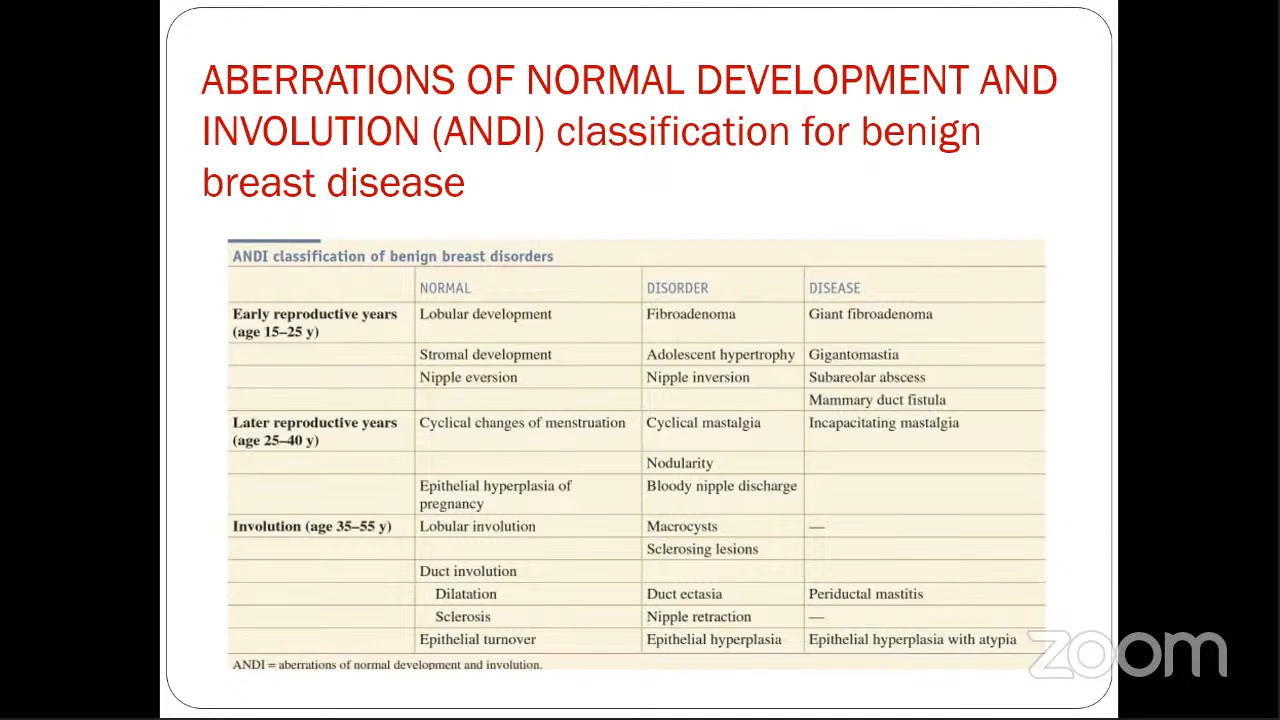 ABERRATIONS OF NORMAL DEVELOPMENT AND
INVOLUTION (ANDI) classification for benign
breast disease
ANDI classification of benign breast disorders
NORMAL DISORDER DISEASE
Early reproductive years Lobular development Fibroadenoma Giant fibroadenoma
(age 15–25 y)
Stromal development Adolescent hypertrophy Gigantomastia
Nipple eversion Nipple inversion Subareolar abscess
Mammary duct fistula
Later reproductive years Cyclical changes of menstruation Cyclical mastalgia Incapacitating mastalgia
(age 25–40 y)
Nodularity
Epithelial hyperplasia of Bloody nipple discharge
pregnancy
Involution (age 35–55 y) Lobular involution Macrocysts —
Sclerosing lesions
Duct involution
Dilatation Duct ectasia Periductal mastitis
Sclerosis Nipple retraction —
Epithelial turnover Epithelial hyperplasia Epithelial hyperplasia with atypia
ANDI = aberrations of normal development and involution.
zoom